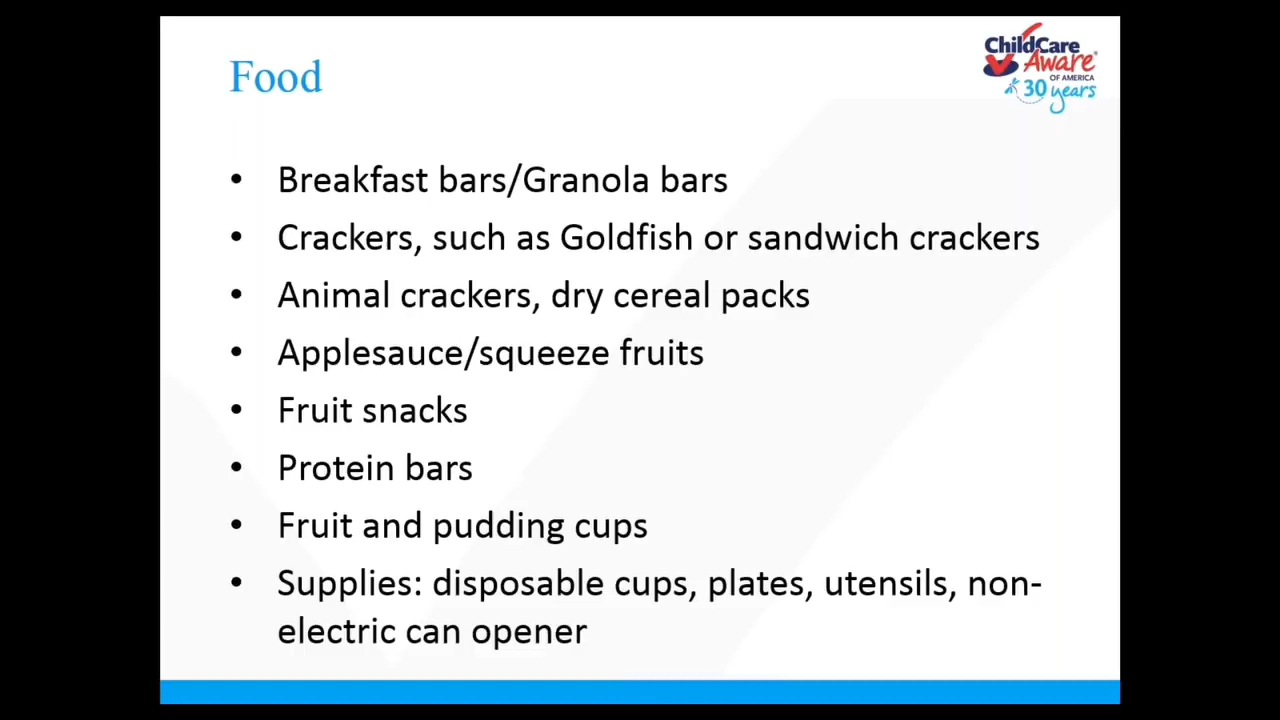 Food
ChildCare
Aware®
OF AMERICA
30 years
• Breakfast bars/Granola bars
• Crackers, such as Goldfish or sandwich crackers
• Animal crackers, dry cereal packs
• Applesauce/squeeze fruits
• Fruit snacks
• Protein bars
• Fruit and pudding cups
• Supplies: disposable cups, plates, utensils, non-
electric can opener